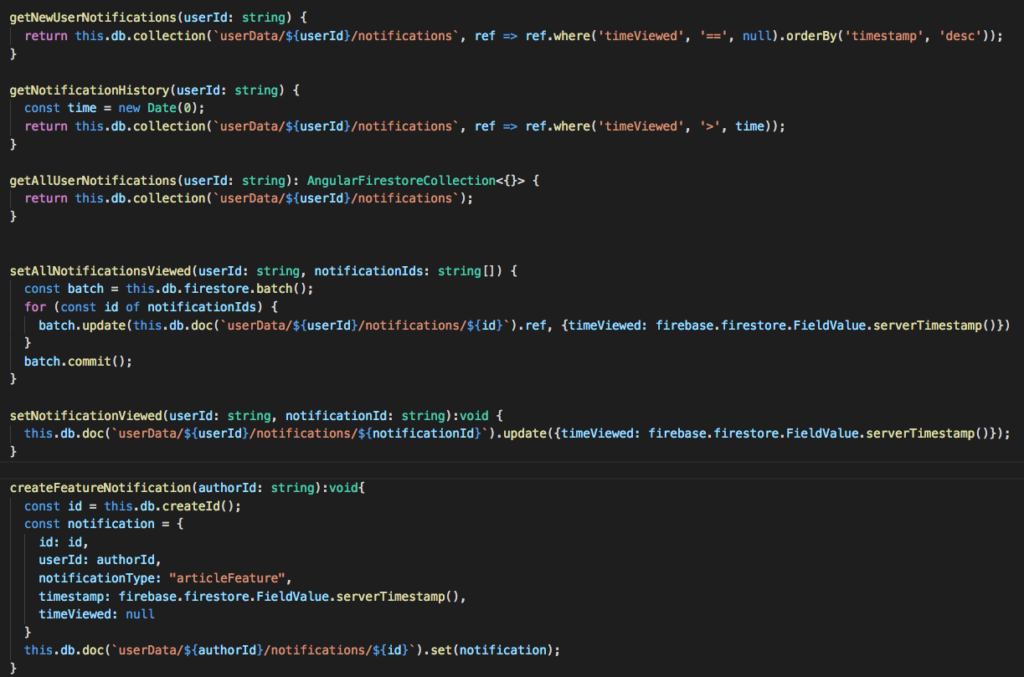 getNewUserNotifications(userId: string) {
  return this.db.collection(`userData/${userId}/notifications`, ref => ref.where('timeViewed', '==', null).orderBy('timestamp', 'desc'));
}

getNotificationHistory(userId: string) {
  const time = new Date(0);
  return this.db.collection(`userData/${userId}/notifications`, ref => ref.where('timeViewed', '>', time));
}

getAllUserNotifications(userId: string): AngularFirestoreCollection<{}> {
  return this.db.collection(`userData/${userId}/notifications`);
}

setAllNotificationsViewed(userId: string, notificationIds: string[]) {
  const batch = this.db.firestore.batch();
  for (const id of notificationIds) {
    batch.update(this.db.doc(`userData/${userId}/notifications/${id}`).ref, {timeViewed: firebase.firestore.FieldValue.serverTimestamp()})
  }
  batch.commit();
}

setNotificationViewed(userId: string, notificationId: string):void {
  this.db.doc(`userData/${userId}/notifications/${notificationId}`).update({timeViewed: firebase.firestore.FieldValue.serverTimestamp()});
}

createFeatureNotification(authorId: string):void{
  const id = this.db.createId();
  const notification = {
    id: id,
    userId: authorId,
    notificationType: "articleFeature",
    timestamp: firebase.firestore.FieldValue.serverTimestamp(),
    timeViewed: null
  }
  this.db.doc(`userData/${authorId}/notifications/${id}`).set(notification);
}